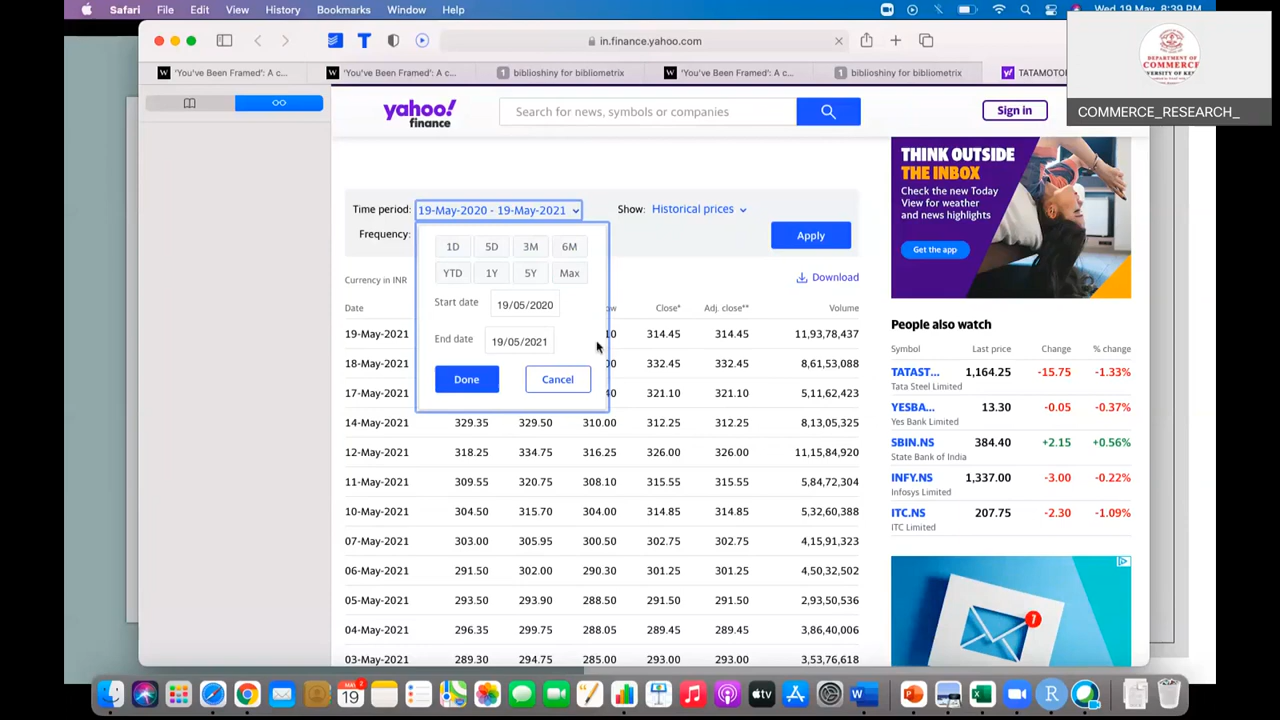 Safari File Edit View History Bookmarks Window Help
Wed 19 May 8:39 PM
in.finance.yahoo.com
'You've Been Framed': A c...
'You've Been Framed': A c...
biblioshiny for bibliometrix
'You've Been Framed': A c...
biblioshiny for bibliometrix
DEPARTMENT OF
COMMERCE
COMMERCE_RESEARCH_
yahoo!
finance
Search for news, symbols or companies
Sign in
Time period: 19-May-2020 - 19-May-2021
Show: Historical prices
Frequency:
Apply
1D 5D 3M 6M
YTD 1Y 5Y Max
Start date 19/05/2020
End date 19/05/2021
Done Cancel
Currency in INR
Download
Date Close* Adj. close** Volume
19-May-2021 314.45 314.45 11,93,78,437
18-May-2021 332.45 332.45 8,61,53,088
17-May-2021 321.10 321.10 5,11,62,423
14-May-2021 329.35 329.50 310.00 312.25 312.25 8,13,05,325
12-May-2021 318.25 334.75 316.25 326.00 326.00 11,15,84,920
11-May-2021 309.55 320.75 308.10 315.55 315.55 5,84,72,304
10-May-2021 304.50 315.70 304.00 314.85 314.85 5,32,60,388
07-May-2021 303.00 305.95 300.50 302.75 302.75 4,15,91,323
06-May-2021 291.50 302.00 290.30 301.25 301.25 4,50,32,502
05-May-2021 293.50 293.90 288.50 291.50 291.50 2,93,50,536
04-May-2021 296.35 299.75 288.05 289.45 289.45 3,86,40,006
03-May-2021 289.30 294.75 285.00 293.00 293.00 3,53,76,618
THINK OUTSIDE
THE INBOX
Check the new Today
View for weather
and news highlights
Get the app
People also watch
Symbol Last price Change % change
TATAST... 1,164.25 -15.75 -1.33%
Tata Steel Limited
YESBA... 13.30 -0.05 -0.37%
Yes Bank Limited
SBIN.NS 384.40 +2.15 +0.56%
State Bank of India
INFY.NS 1,337.00 -3.00 -0.22%
Infosys Limited
ITC.NS 207.75 -2.30 -1.09%
ITC Limited
1
19
tv